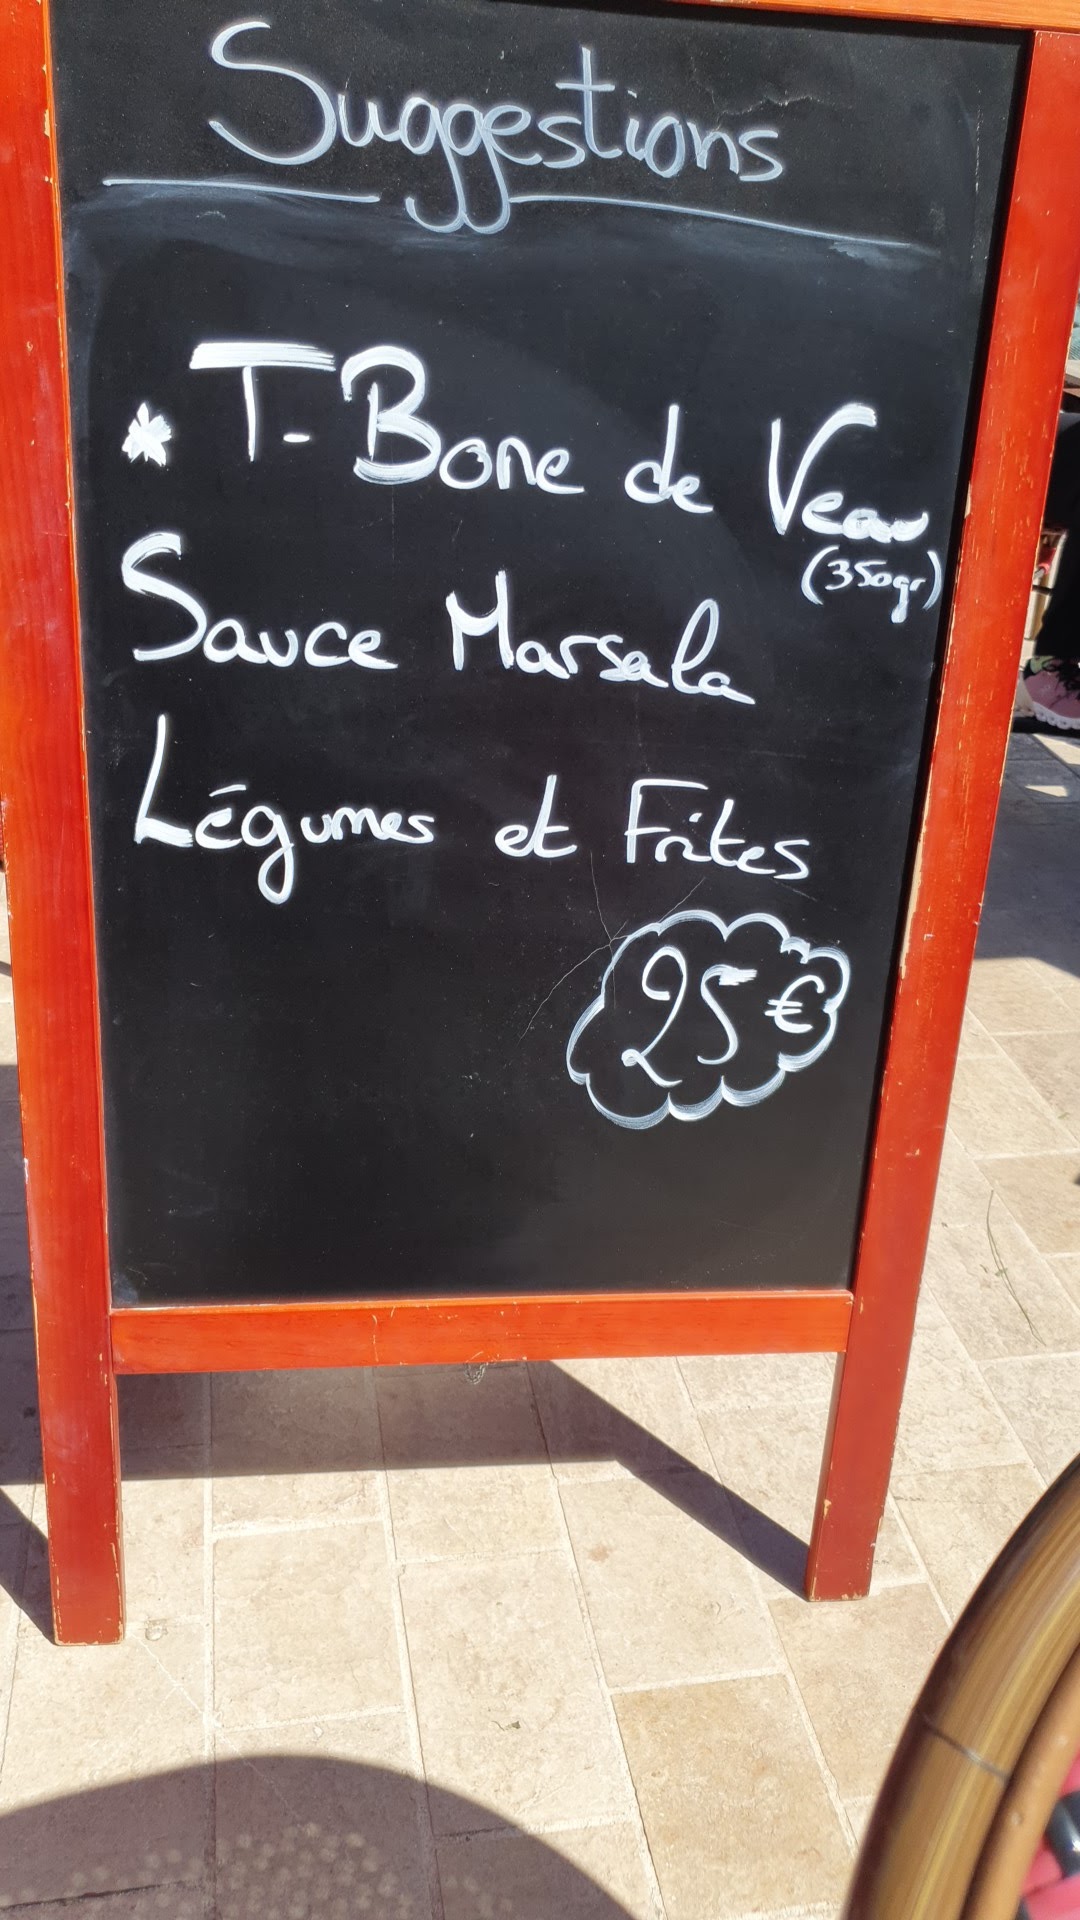 Suggestions
* T-Bone de Veau
(350gr)
Sauce Marsala
Légumes et Frites
25 €